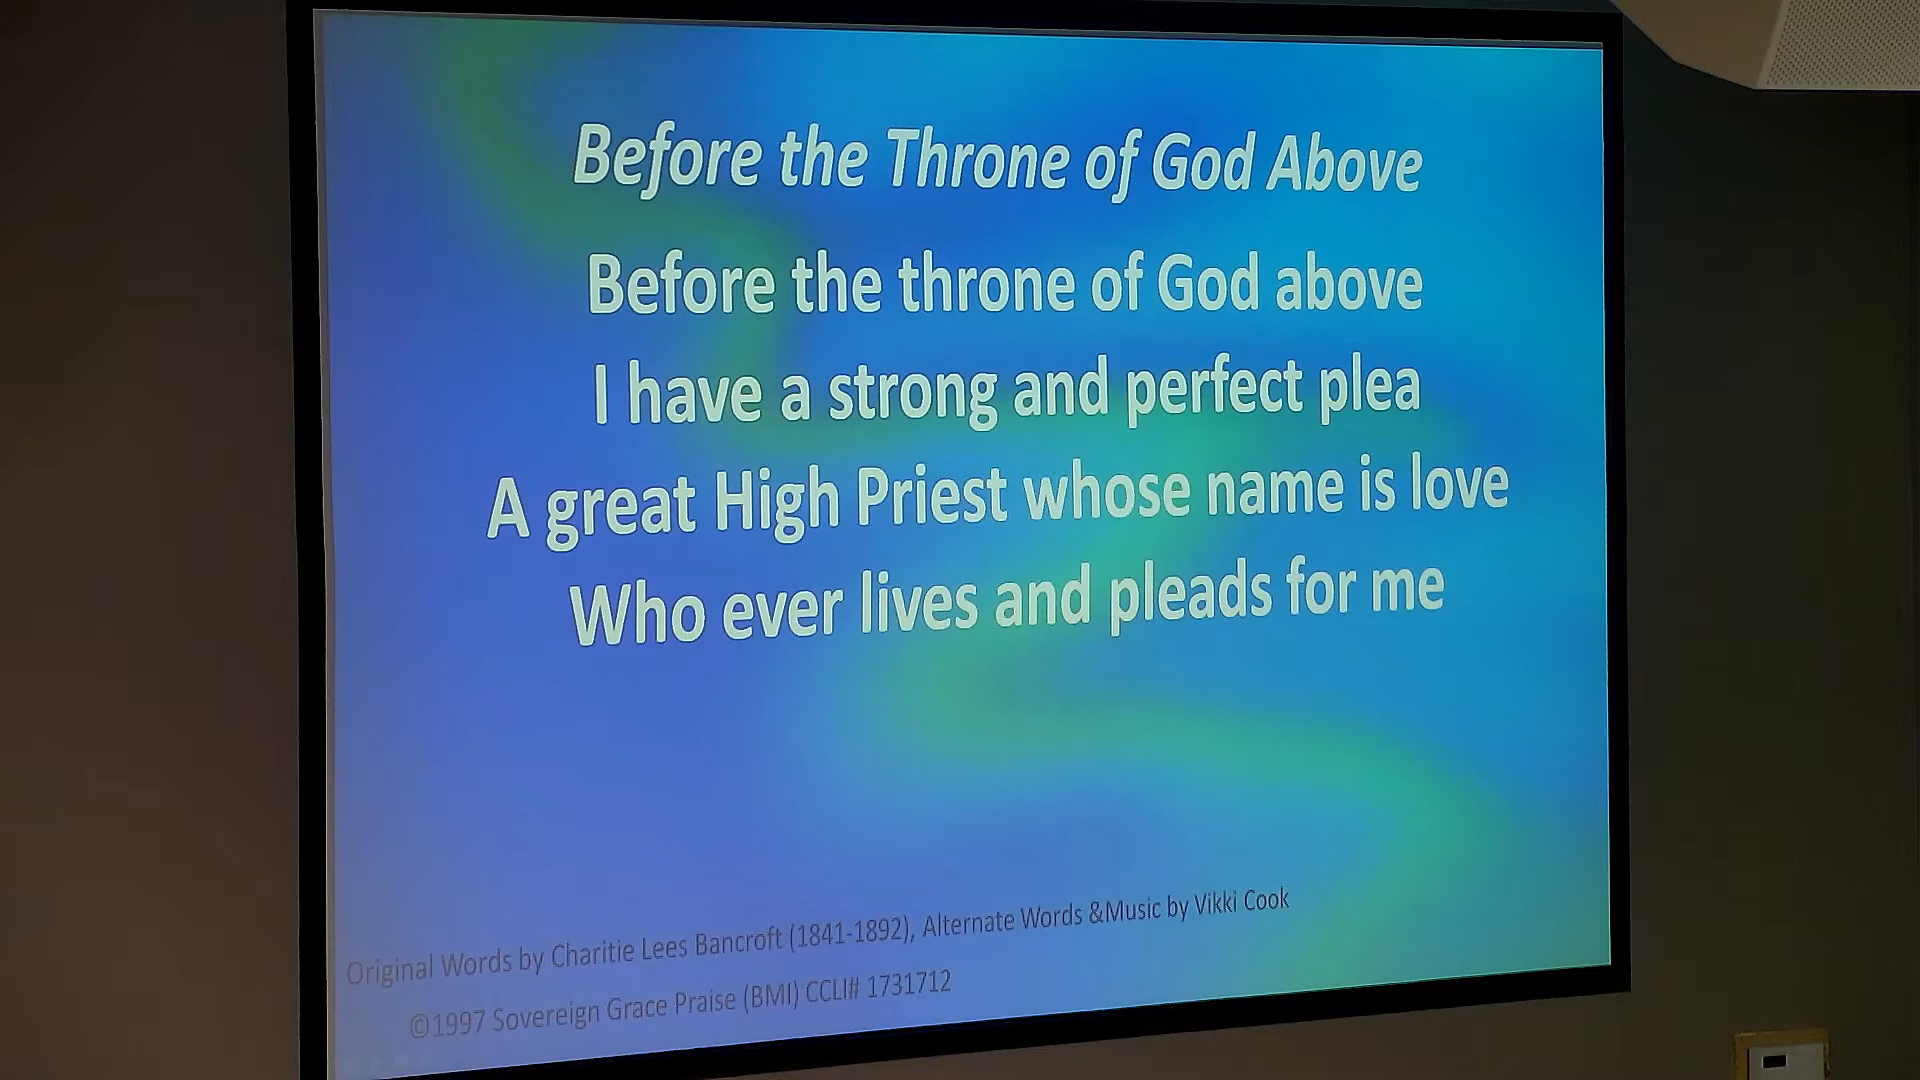 Before the Throne of God Above
Before the throne of God above
I have a strong and perfect plea
A great High Priest whose name is love
Who ever lives and pleads for me
Original Words by Charitie Lees Bancroft (1841-1892), Alternate Words &Music by Vikki Cook
©1997 Sovereign Grace Praise (BMI) CCLI# 1731712